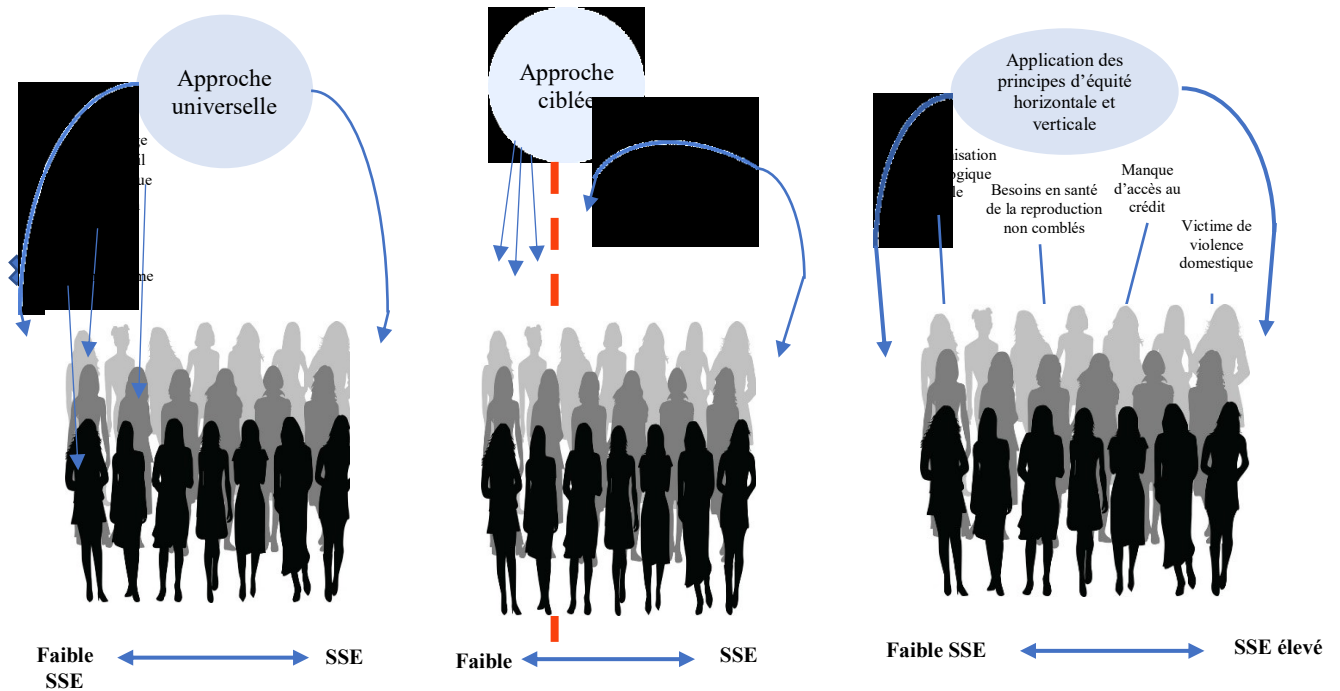 Approche
universelle
Approche
ciblée
Application des
principes d'équité
horizontale et
verticale
Besoins en santé
de la reproduction
non comblés
Manque
d'accès au
crédit
Victime de
violence
domestique
Faible
SSE
SSE
Faible
SSE
Faible SSE
SSE élevé